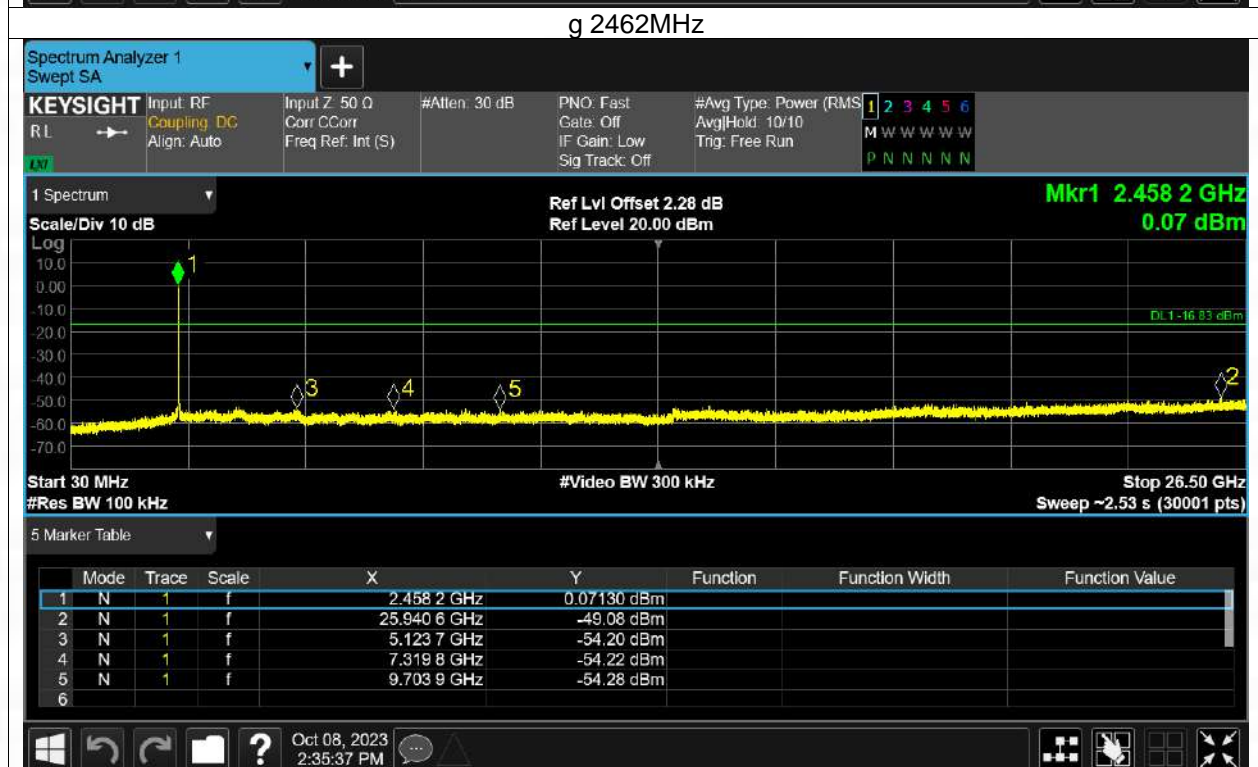 g 2462MHz
Spectrum Analyzer 1
Swept SA
+
KEYSIGHT Input: RF Input Z: 50 Ω #Atten: 30 dB PNO: Fast #Avg Type: Power (RMS 1 2 3 4 5 6
RL Coupling: DC Corr CCorr Gate: Off Avg|Hold: 10/10 M W W W W W
Align: Auto Freq Ref: Int (S) IF Gain: Low Trig: Free Run
Sig Track: Off P N N N N N
1 Spectrum Ref Lvl Offset 2.28 dB Mkr1 2.458 2 GHz
Scale/Div 10 dB Ref Level 20.00 dBm 0.07 dBm
Log
10.0 1
0.00
-10.0 DL1 -16.83 dBm
-20.0
-30.0
-40.0 3 4 5 2
-50.0
-60.0
-70.0
Start 30 MHz #Video BW 300 kHz Stop 26.50 GHz
#Res BW 100 kHz Sweep ~2.53 s (30001 pts)
5 Marker Table
Mode Trace Scale X Y Function Function Width Function Value
1 N 1 f 2.458 2 GHz 0.07130 dBm
2 N 1 f 25.940 6 GHz -49.08 dBm
3 N 1 f 5.123 7 GHz -54.20 dBm
4 N 1 f 7.319 8 GHz -54.22 dBm
5 N 1 f 9.703 9 GHz -54.28 dBm
6
? Oct 08, 2023
2:35:37 PM